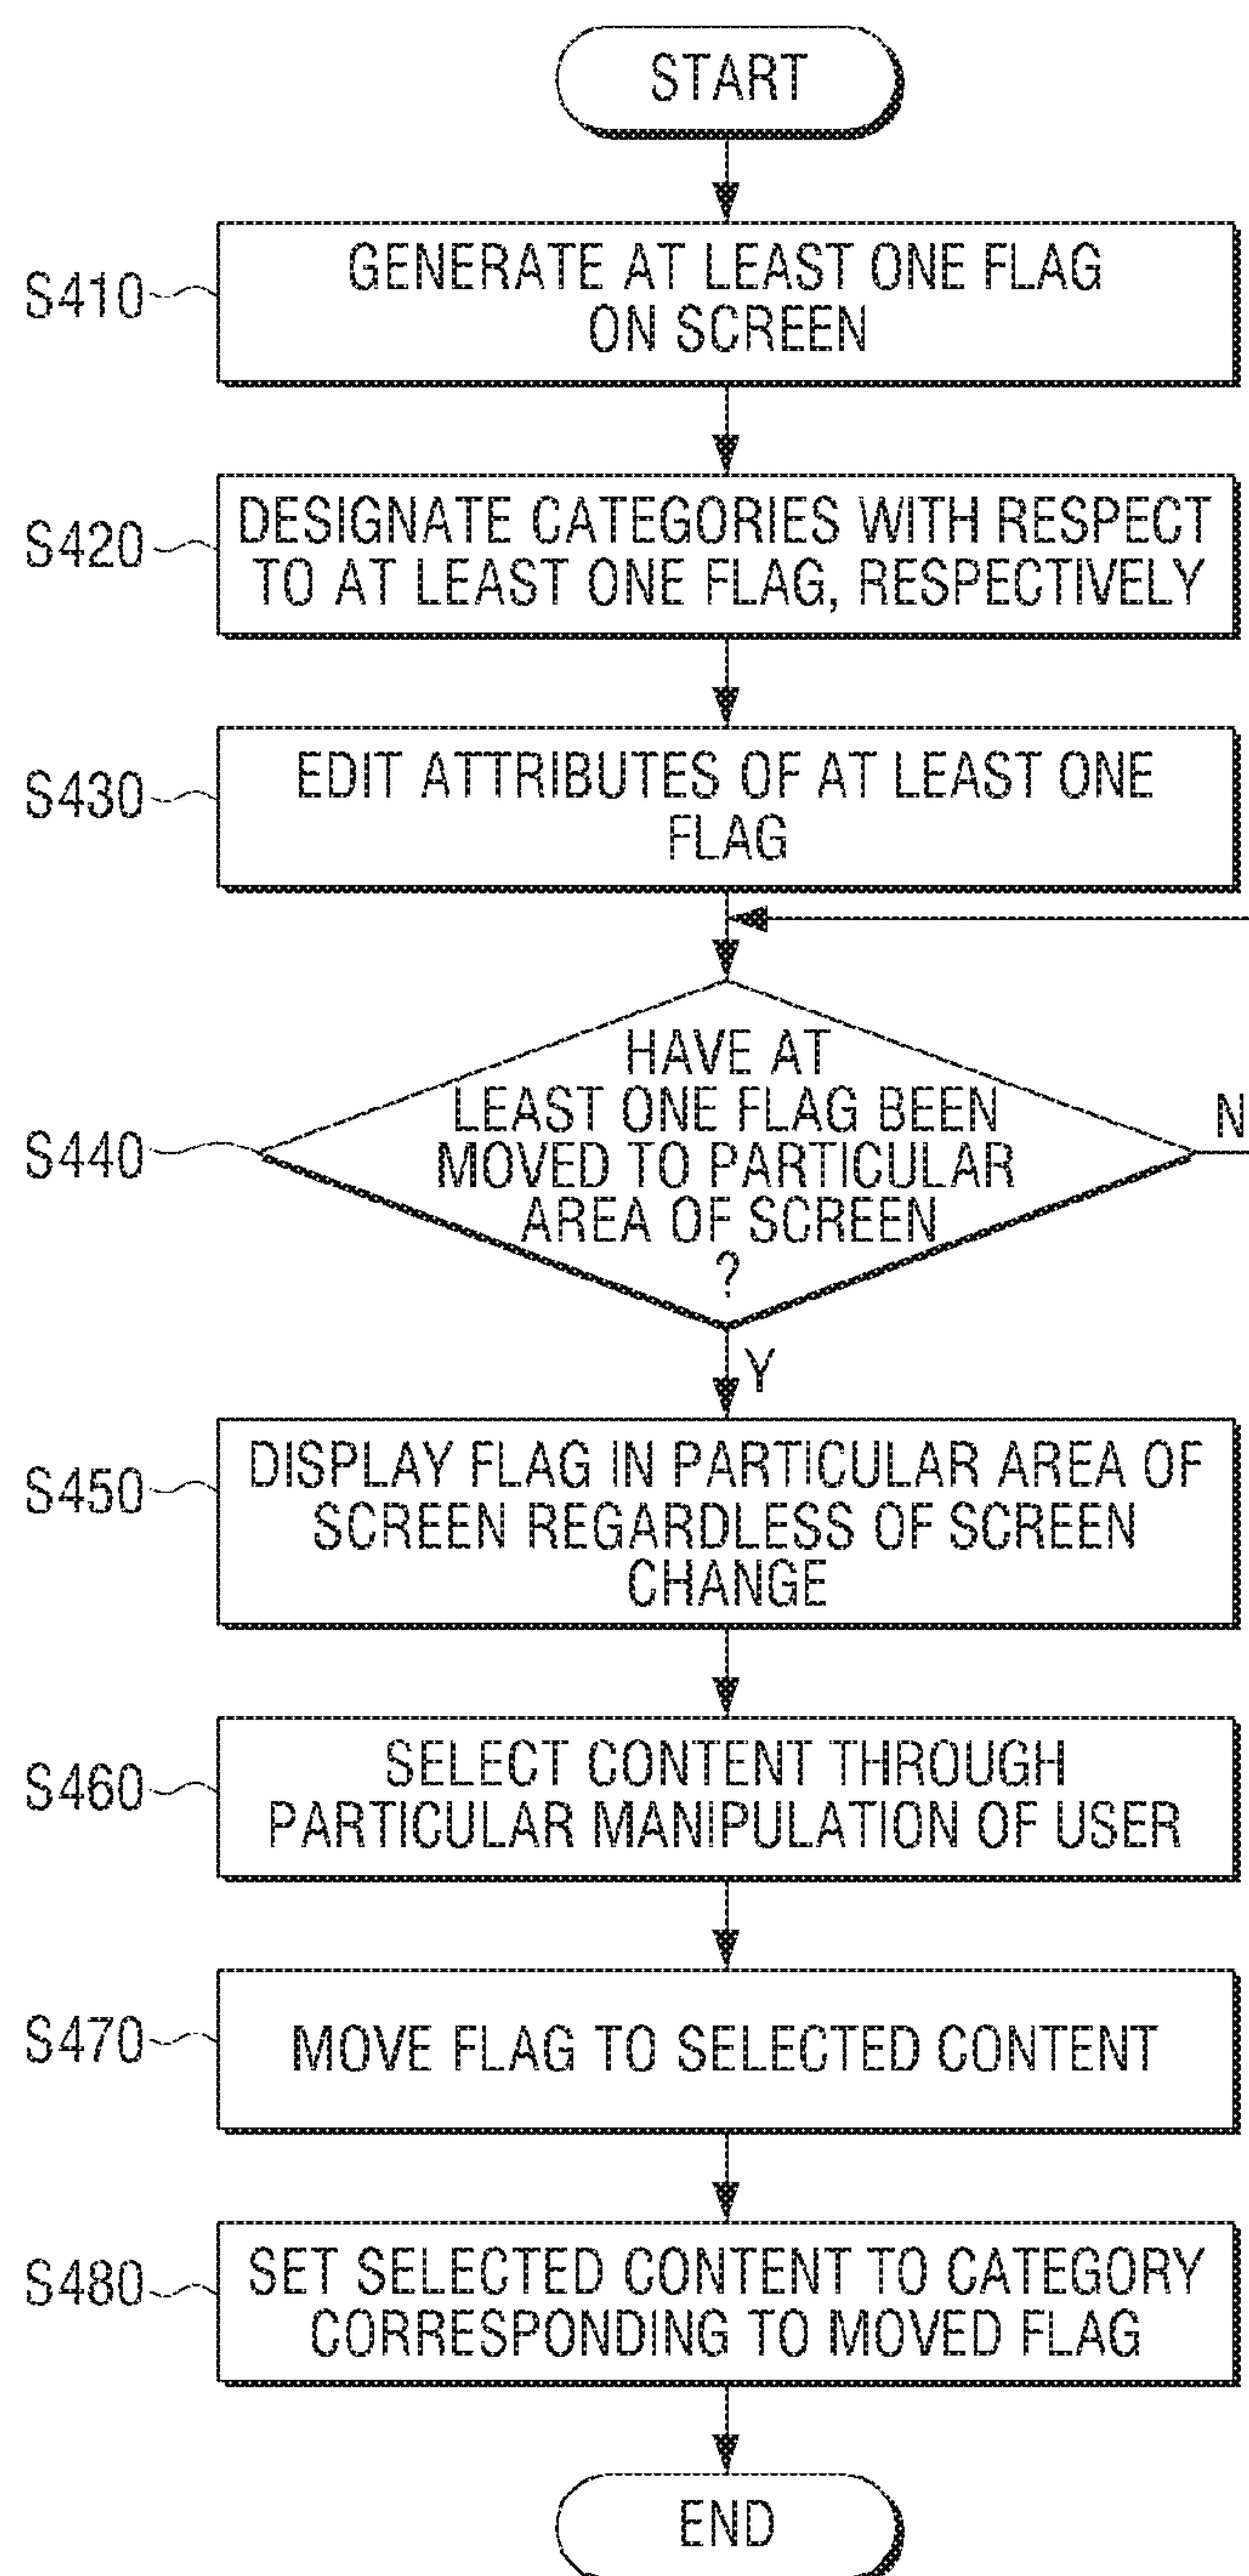 START
S410
GENERATE AT LEAST ONE FLAG
ON SCREEN
S420
DESIGNATE CATEGORIES WITH RESPECT
TO AT LEAST ONE FLAG, RESPECTIVELY
S430
EDIT ATTRIBUTES OF AT LEAST ONE
FLAG
S440
HAVE AT
LEAST ONE FLAG BEEN
MOVED TO PARTICULAR
AREA OF SCREEN
?
N
Y
S450
DISPLAY FLAG IN PARTICULAR AREA OF
SCREEN REGARDLESS OF SCREEN
CHANGE
S460
SELECT CONTENT THROUGH
PARTICULAR MANIPULATION OF USER
S470
MOVE FLAG TO SELECTED CONTENT
S480
SET SELECTED CONTENT TO CATEGORY
CORRESPONDING TO MOVED FLAG
END